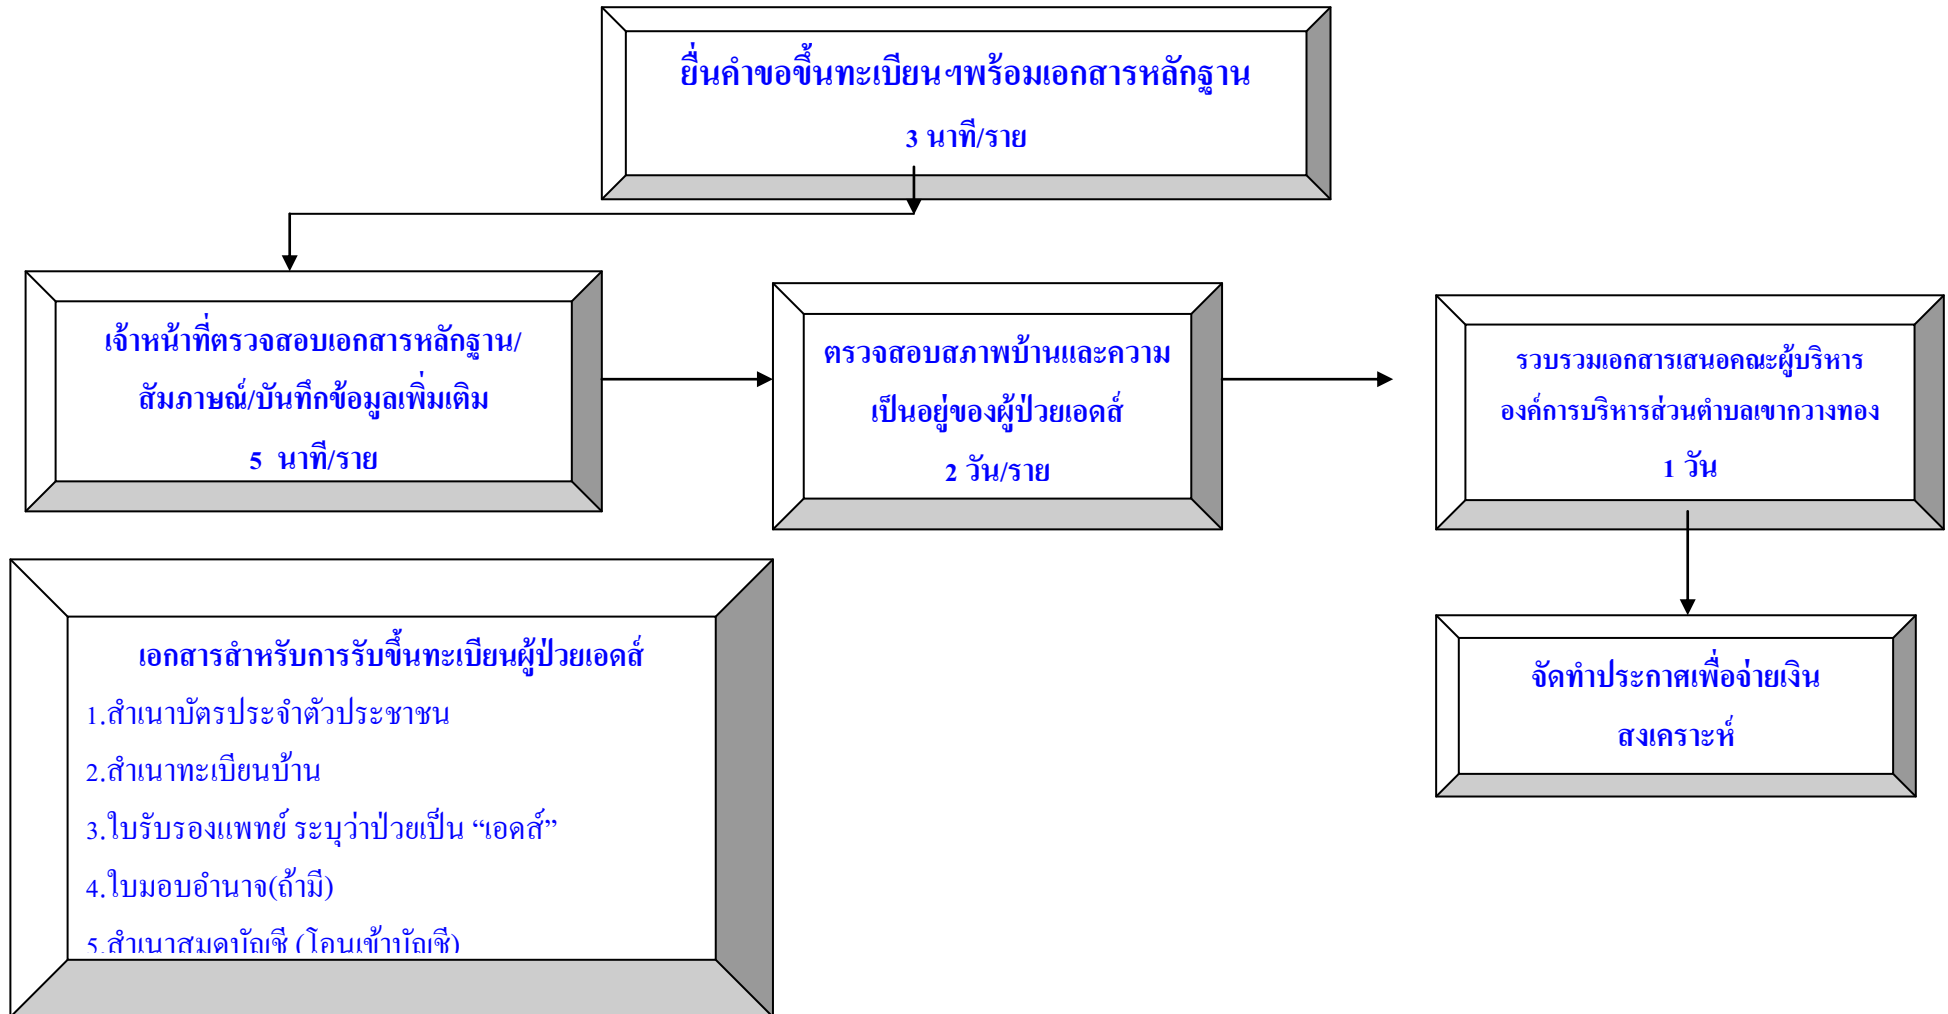 ยื่นคำขอขึ้นทะเบียนฯพร้อมเอกสารหลักฐาน
3 นาที/ราย
เจ้าหน้าที่ตรวจสอบเอกสารหลักฐาน/
สัมภาษณ์/บันทึกข้อมูลเพิ่มเติม
5 นาที/ราย
ตรวจสอบสภาพบ้านและความ
เป็นอยู่ของผู้ป่วยเอดส์
2 วัน/ราย
รวบรวมเอกสารเสนอคณะผู้บริหาร
องค์การบริหารส่วนตำบลเขากวางทอง
1 วัน
จัดทำประกาศเพื่อจ่ายเงิน
สงเคราะห์
เอกสารสำหรับการรับขึ้นทะเบียนผู้ป่วยเอดส์
1.สำเนาบัตรประจำตัวประชาชน
2.สำเนาทะเบียนบ้าน
3.ใบรับรองแพทย์ ระบุว่าป่วยเป็น “เอดส์”
4.ใบมอบอำนาจ(ถ้ามี)
5.สำเนาสมุดบัญชี (โอนเข้าบัญชี)